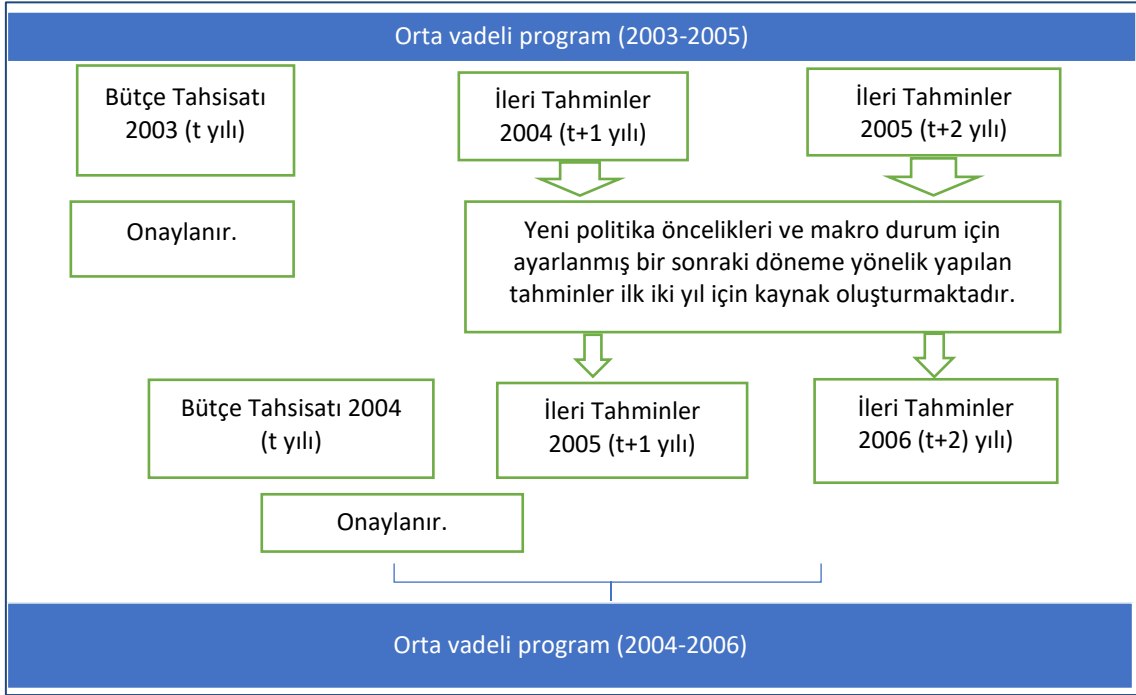 Orta vadeli program (2003-2005)
Bütçe Tahsisatı
2003 (t yılı)
İleri Tahminler
2004 (t+1 yılı)
İleri Tahminler
2005 (t+2 yılı)
Onaylanır.
Yeni politika öncelikleri ve makro durum için
ayarlanmış bir sonraki döneme yönelik yapılan
tahminler ilk iki yıl için kaynak oluşturmaktadır.
Bütçe Tahsisatı 2004
(t yılı)
İleri Tahminler
2005 (t+1 yılı)
İleri Tahminler
2006 (t+2) yılı)
Onaylanır.
Orta vadeli program (2004-2006)